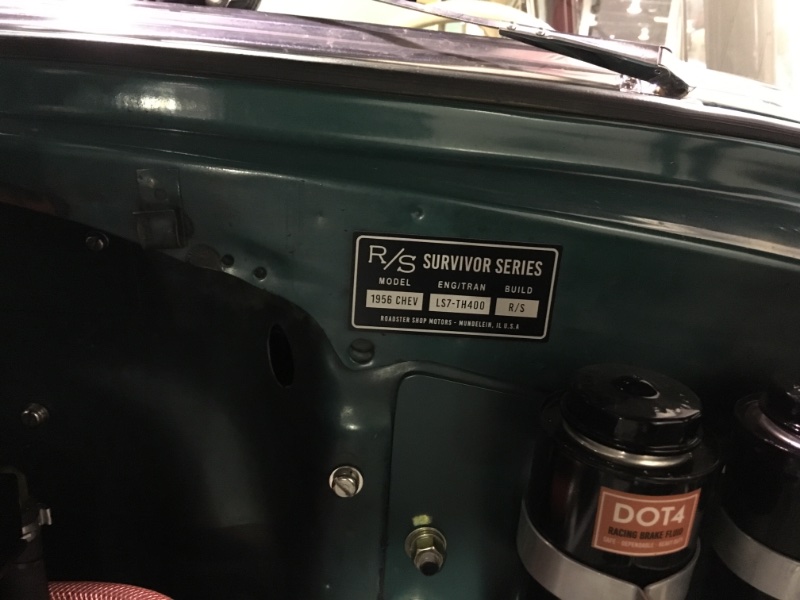 R/S SURVIVOR SERIES
MODEL ENG/TRAN BUILD
1956 CHEV LS7-TH400 R/S
ROADSTER SHOP MOTORS - MUNDELEIN, IL U.S.A
DOT4
RACING BRAKE FLUID